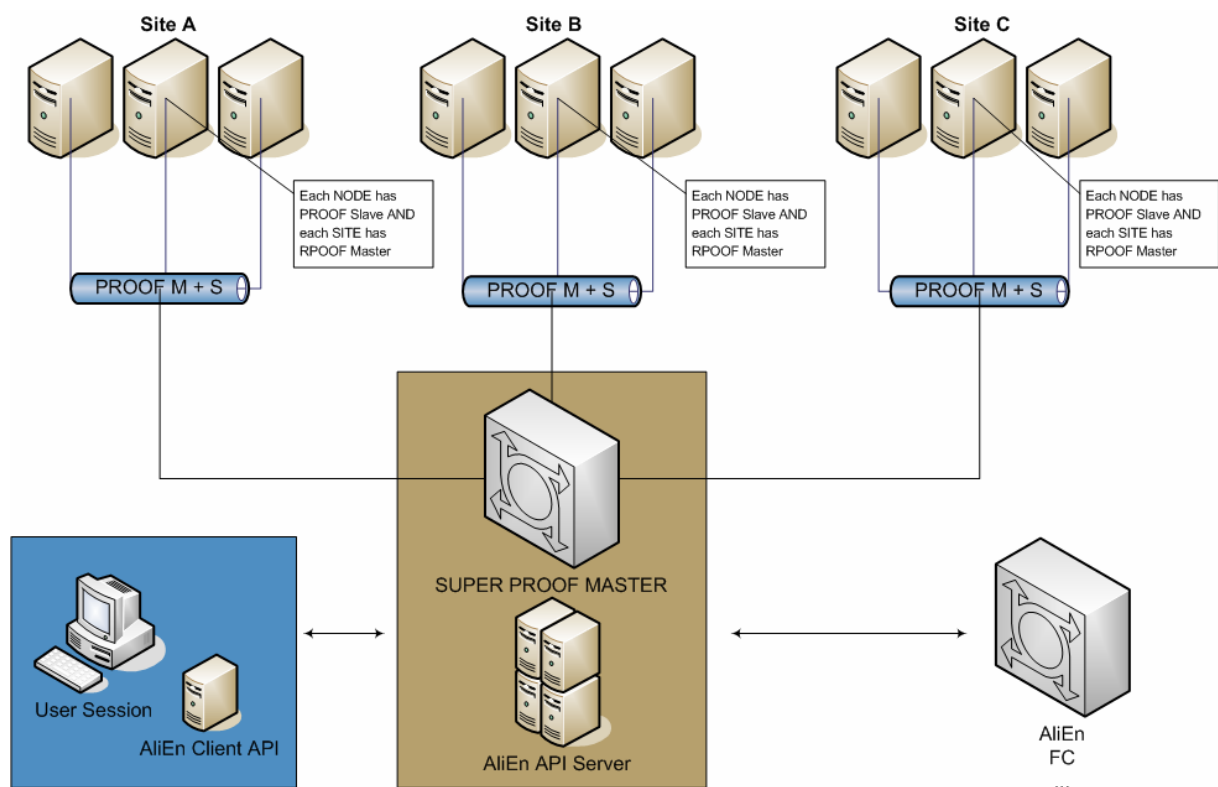 Site A
Site B
Site C
Each NODE has
PROOF Slave AND
each SITE has
RPOOF Master
Each NODE has
PROOF Slave AND
each SITE has
RPOOF Master
Each NODE has
PROOF Slave AND
each SITE has
RPOOF Master
PROOF M + S
PROOF M + S
PROOF M + S
SUPER PROOF MASTER
User Session
AliEn Client API
AliEn API Server
AliEn
FC
...